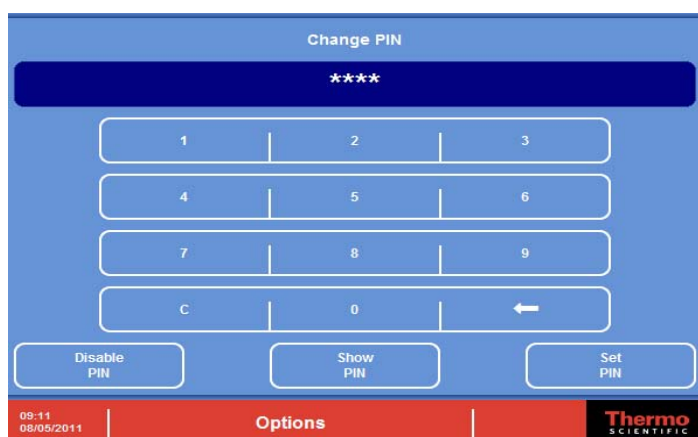 Change PIN
****
1 2 3
4 5 6
7 8 9
C 0
Disable PIN
Show PIN
Set PIN
09:11
08/05/2011
Options
Thermo
SCIENTIFIC